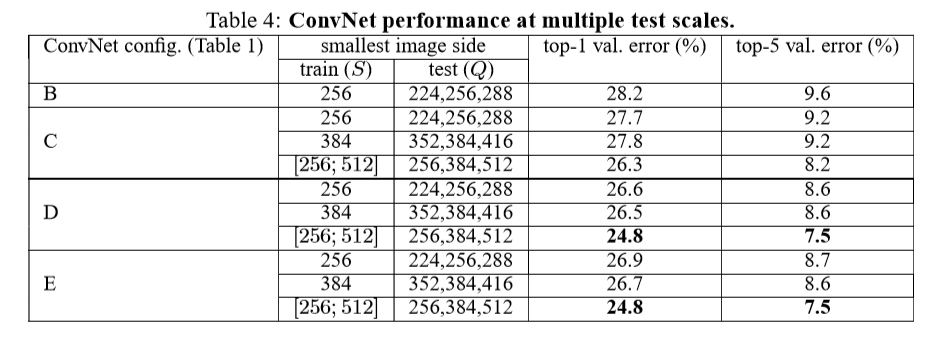 Table 4: ConvNet performance at multiple test scales.
ConvNet config. (Table 1) smallest image side top-1 val. error (%) top-5 val. error (%)
train (S) test (Q)
B 256 224,256,288 28.2 9.6
256 224,256,288 27.7 9.2
C 384 352,384,416 27.8 9.2
[256; 512] 256,384,512 26.3 8.2
256 224,256,288 26.6 8.6
D 384 352,384,416 26.5 8.6
[256; 512] 256,384,512 24.8 7.5
256 224,256,288 26.9 8.7
E 384 352,384,416 26.7 8.6
[256; 512] 256,384,512 24.8 7.5